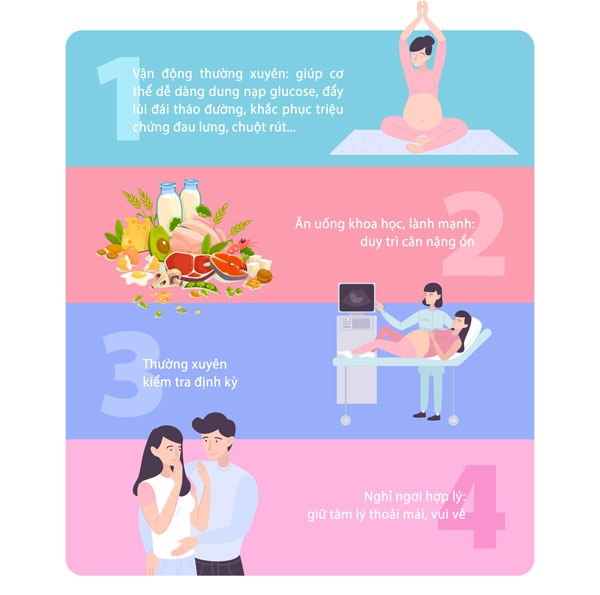 1
Vận động thường xuyên: giúp cơ
thể dễ dàng dung nạp glucose, đẩy
lùi đái tháo đường, khắc phục triệu
chứng đau lưng, chuột rút...
2
Ăn uống khoa học, lành mạnh:
duy trì cân nặng ổn
3
Thường xuyên
kiểm tra định kỳ
4
Nghỉ ngơi hợp lý:
giữ tâm lý thoải mái, vui vẻ